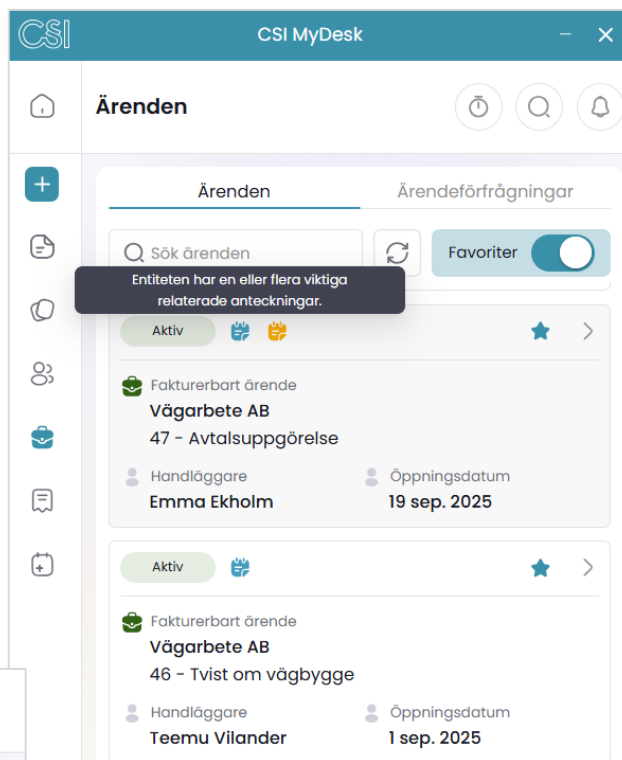 CSI
CSI MyDesk
Ärenden
Ärenden
Ärendeförfrågningar
Sök ärenden
Favoriter
Entiteten har en eller flera viktiga
relaterade anteckningar.
Aktiv
Fakturerbart ärende
Vägarbete AB
47 - Avtalsuppgörelse
Handläggare
Öppningsdatum
Emma Ekholm
19 sep. 2025
Aktiv
Fakturerbart ärende
Vägarbete AB
46 - Tvist om vägbygge
Handläggare
Öppningsdatum
Teemu Vilander
1 sep. 2025